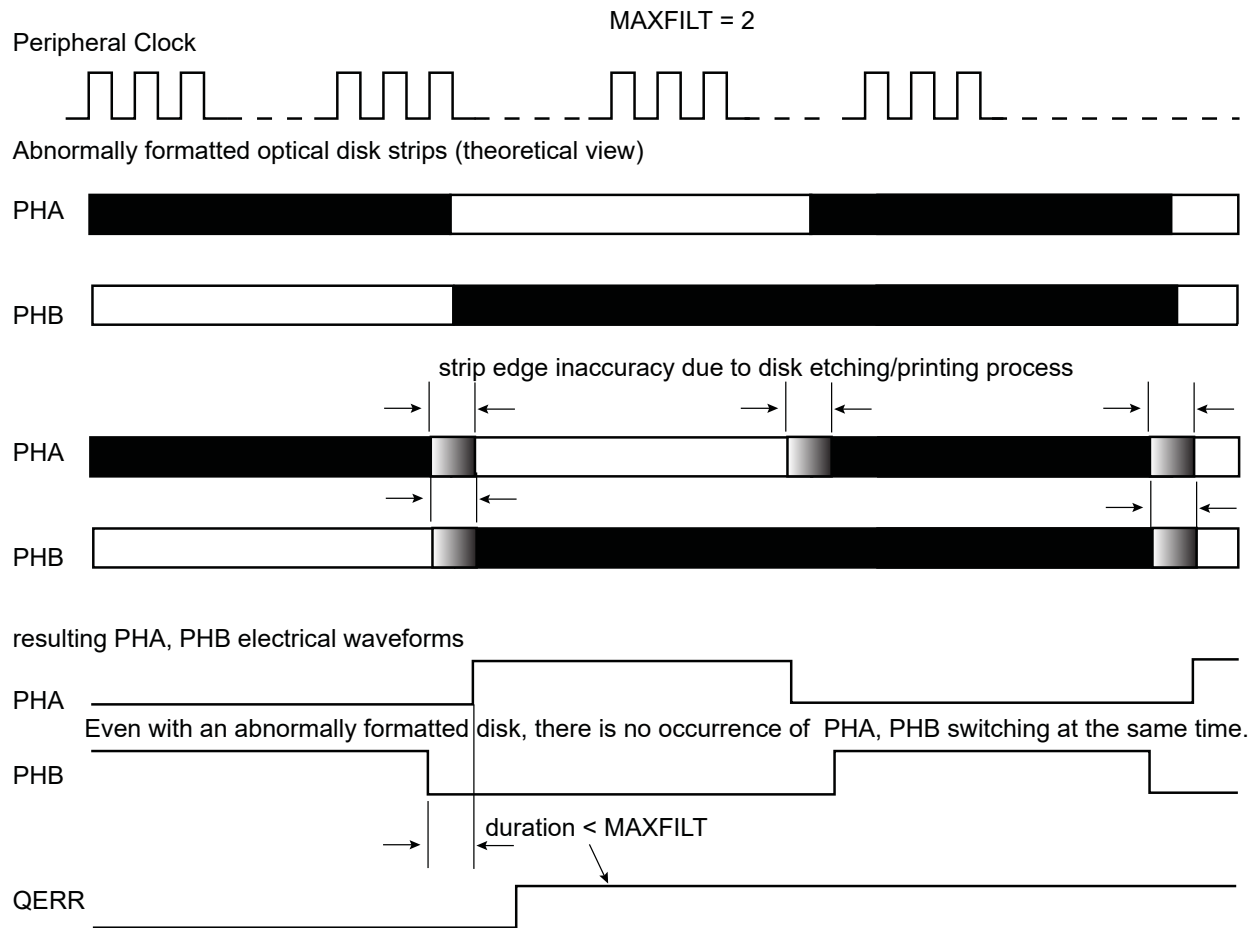 MAXFILT = 2
Peripheral Clock
Abnormally formatted optical disk strips (theoretical view)
PHA
PHB
strip edge inaccuracy due to disk etching/printing process
PHA
PHB
resulting PHA, PHB electrical waveforms
PHA
Even with an abnormally formatted disk, there is no occurrence of PHA, PHB switching at the same time.
PHB
duration < MAXFILT
QERR